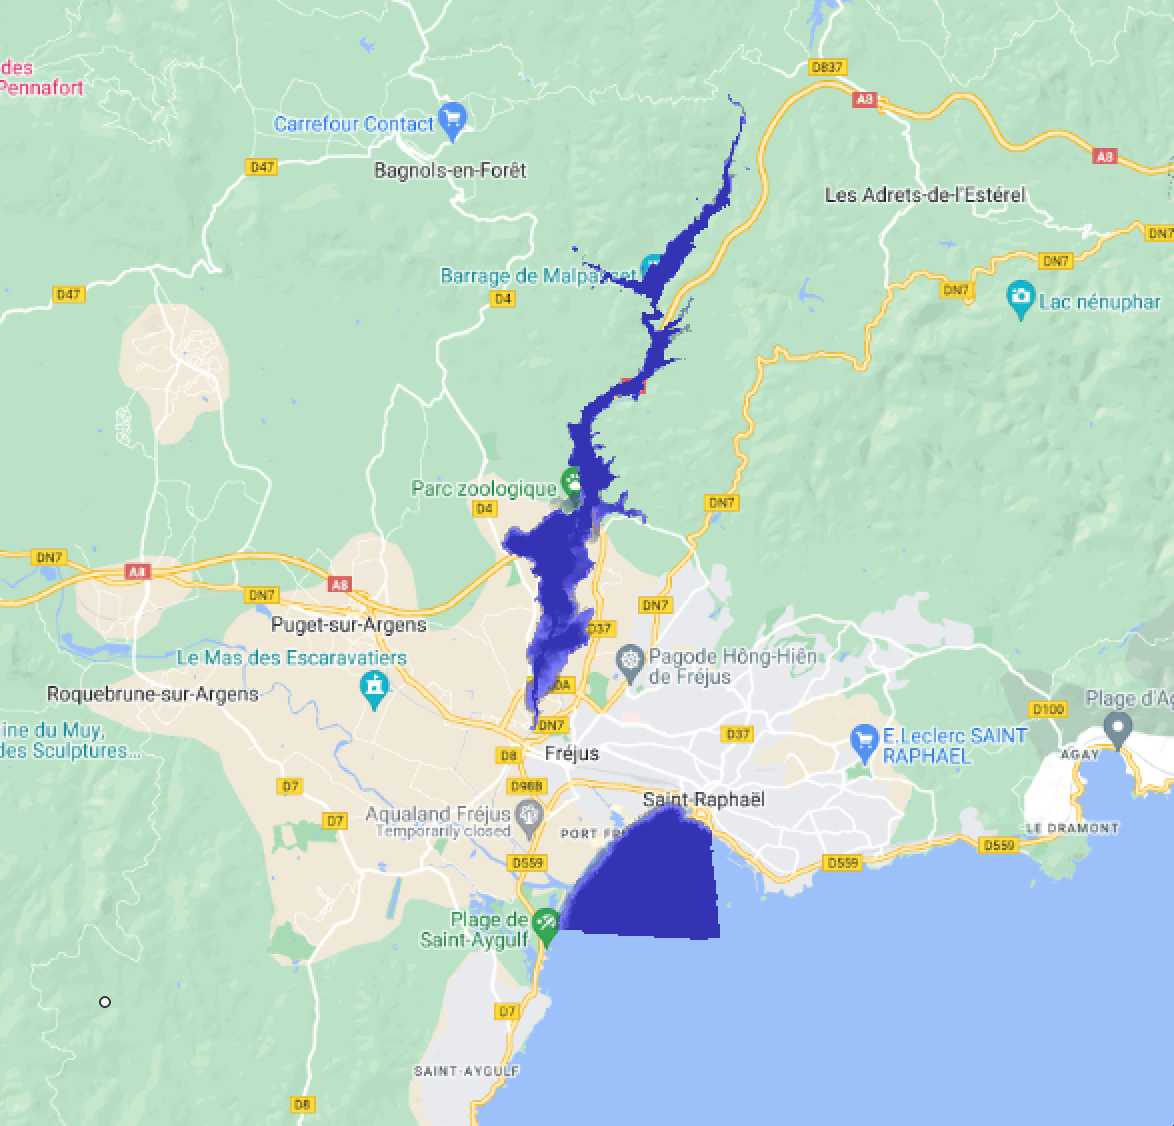 D837
des
Pennafort
A8
Carrefour Contact
A8
D47
Bagnols-en-Forêt
Les Adrets-de-l'Estérel
DN7
DN7
Barrage de Malpasset
D47
D4
DN7
Lac nénuphar
Parc zoologique
D4
DN7
DN7
A8
A8
DN7
DN7
Puget-sur-Argens
D37
Le Mas des Escaravatiers
Pagode Hông-Hiên
de Fréjus
Roquebrune-sur-Argens
D100
Plage d'Ag
ine du Muy,
des Sculptures...
DN7
D37
E.Leclerc SAINT
RAPHAEL
D8
Fréjus
AGAY
D7
D98B
Saint-Raphaël
Aqualand Fréjus
Temporarily closed
D7
PORT FR
LE DRAMONT
D559
D559
D559
Plage de
Saint-Aygulf
D7
SAINT-AYGULF
D8